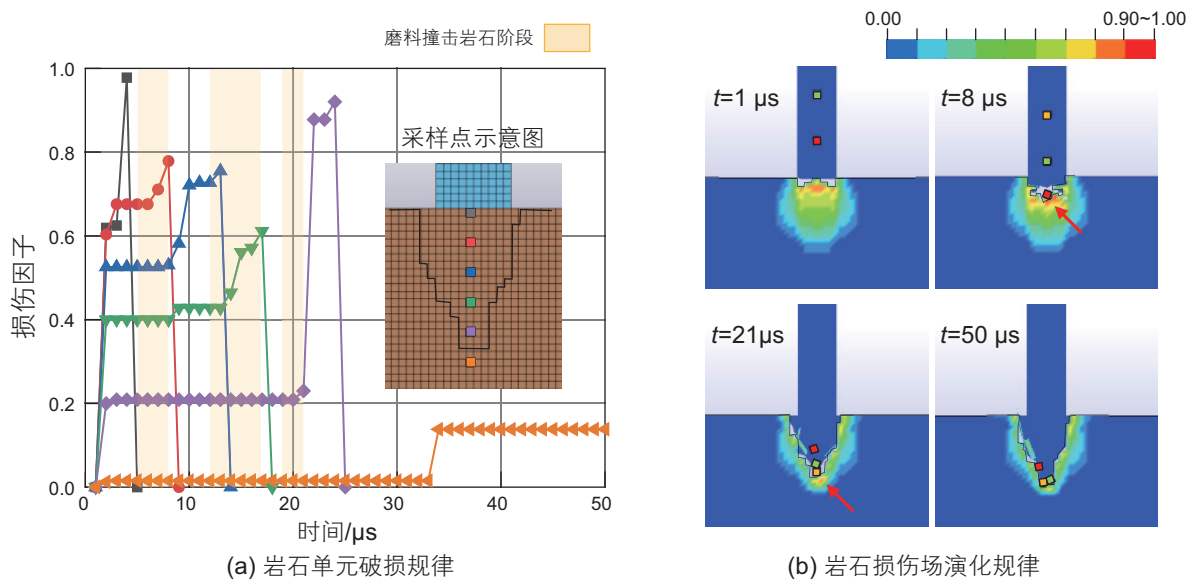 磨料撞击岩石阶段
1.0
0.8
0.6
0.4
0.2
0.0
损伤因子
采样点示意图
0
10
20
30
40
50
时间/μs
(a) 岩石单元破损规律
0.00
0.90~1.00
t=1 μs
t=8 μs
t=21μs
t=50 μs
(b) 岩石损伤场演化规律